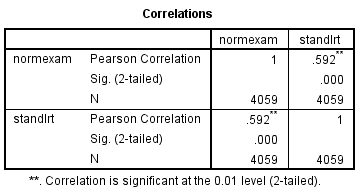 Correlations
normexam standlrt
normexam Pearson Correlation 1 .592**
Sig. (2-tailed) .000
N 4059 4059
standlrt Pearson Correlation .592** 1
Sig. (2-tailed) .000
N 4059 4059
**. Correlation is significant at the 0.01 level (2-tailed).